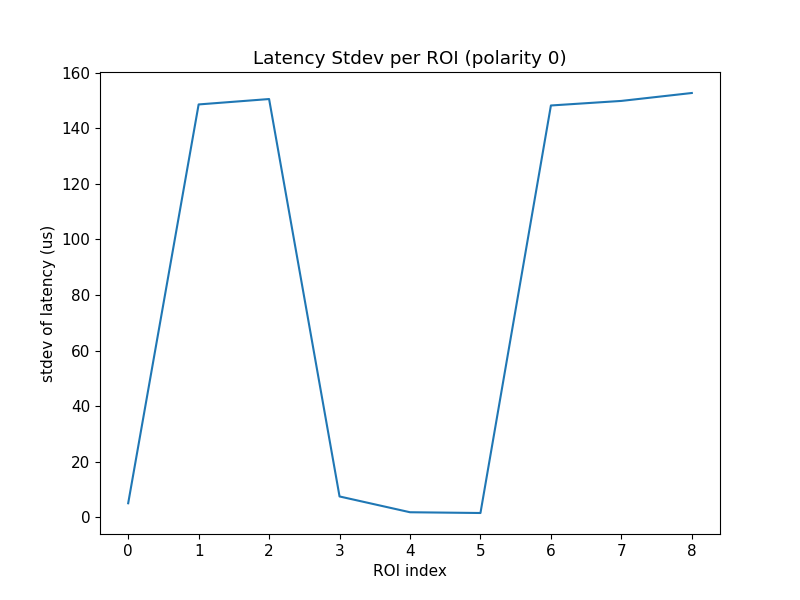 Latency Stdev per ROI (polarity 0)
160
140
120
100
80
60
40
20
0
stdev of latency (us)
0 1 2 3 4 5 6 7 8
ROI index